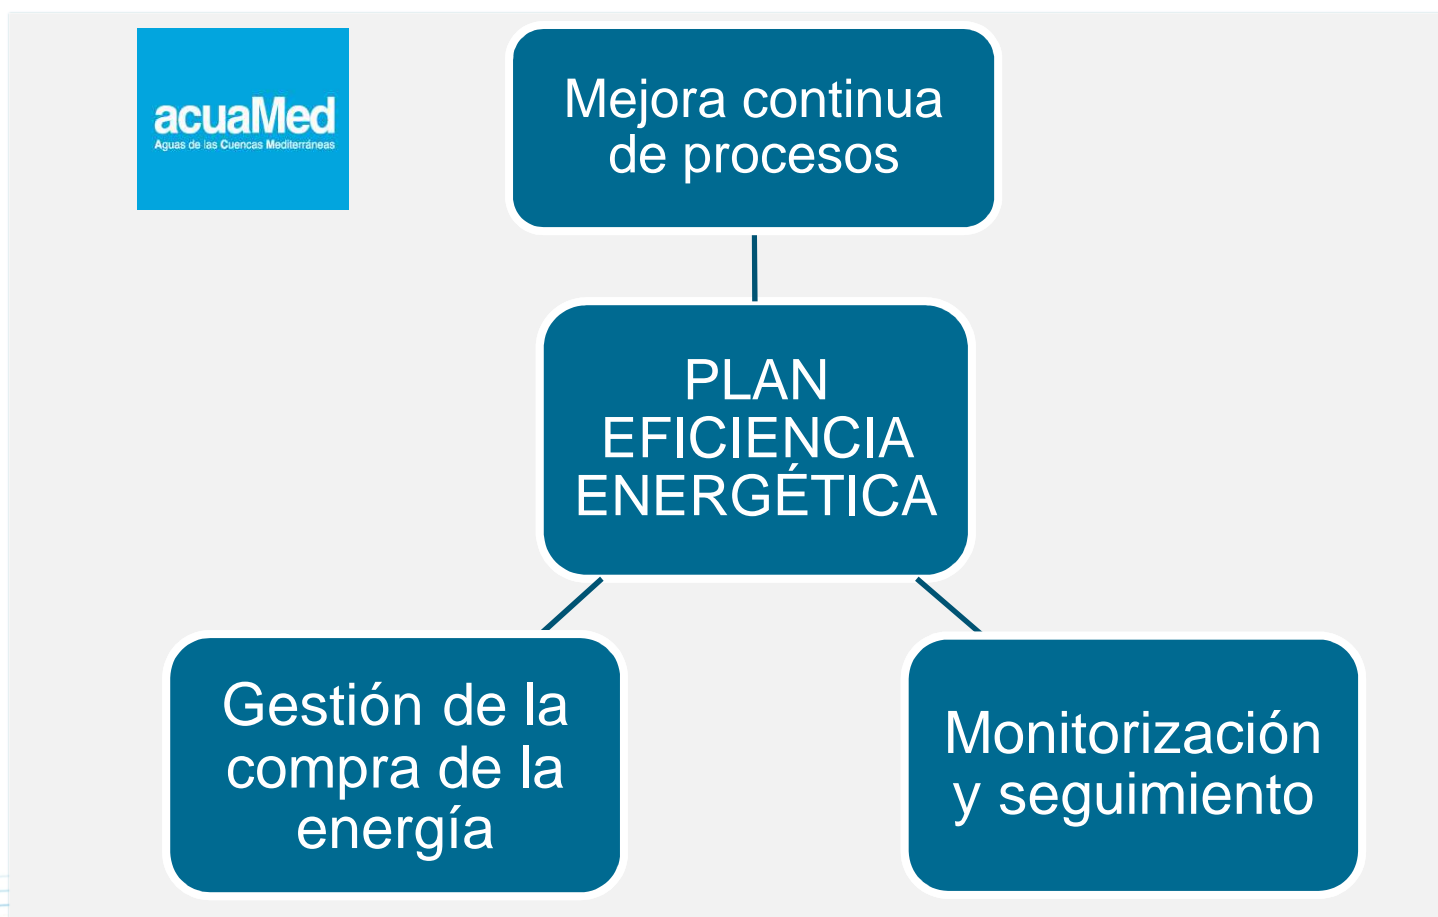 acuaMed
Aguas de las Cuencas Mediterráneas
Mejora continua
de procesos
PLAN
EFICIENCIA
ENERGÉTICA
Gestión de la
compra de la
energía
Monitorización
y seguimiento